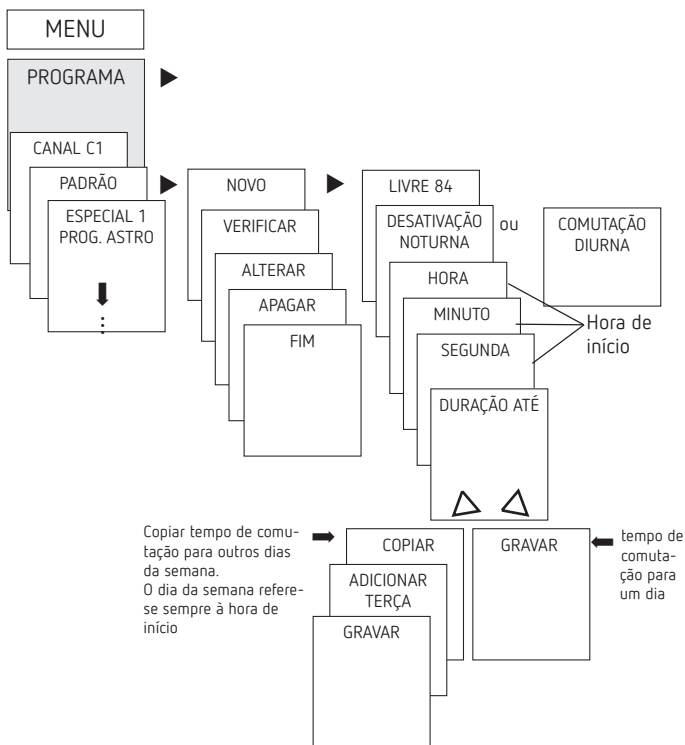 MENU
PROGRAMA
CANAL C1
PADRÃO
ESPECIAL 1
PROG. ASTRO
NOVO
VERIFICAR
ALTERAR
APAGAR
FIM
LIVRE 84
DESATIVAÇÃO
NOTURNA
ou
COMUTAÇÃO
DIURNA
HORA
MINUTO
SEGUNDA
Hora de
início
DURAÇÃO ATÉ
Copiar tempo de comu-
tação para outros dias
da semana.
O dia da semana refere-
se sempre à hora de
início
COPIAR
ADICIONAR
TERÇA
GRAVAR
GRAVAR
tempo de
comuta-
ção para
um dia